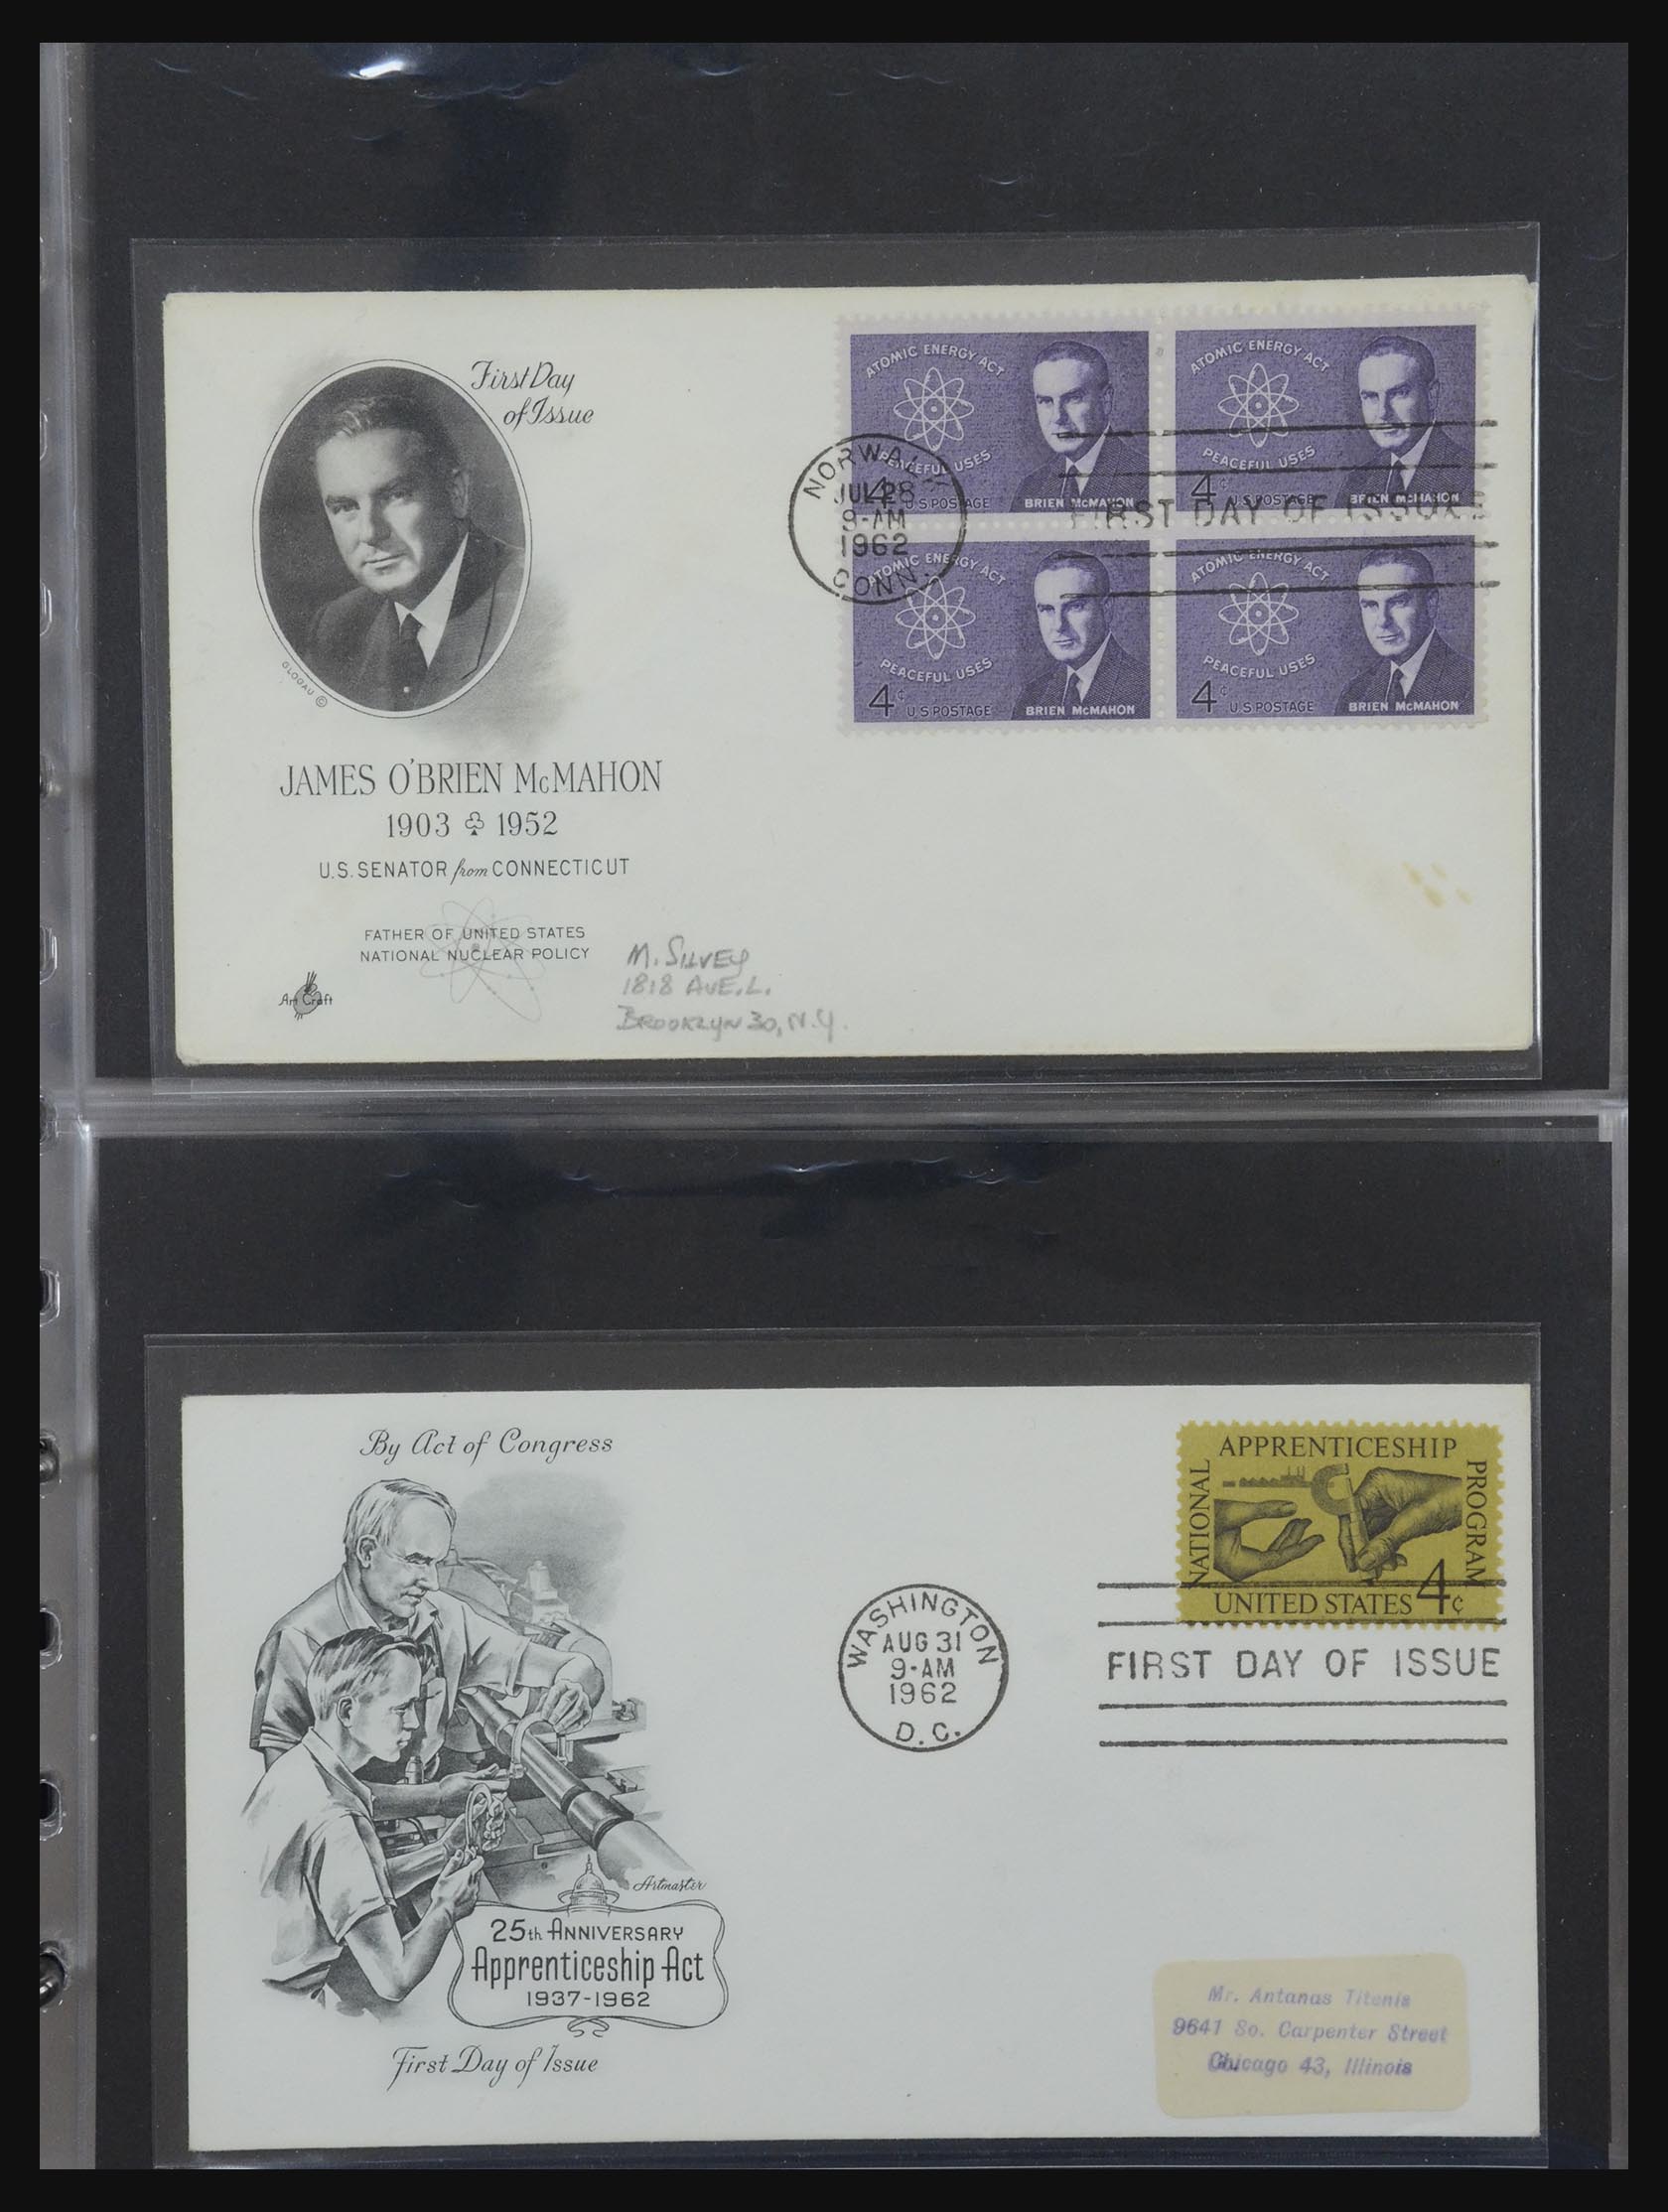 First Day
of Issue
GLOGAU ©
JAMES O'BRIEN McMAHON
1903 ♧ 1952
U.S. SENATOR from CONNECTICUT
FATHER OF UNITED STATES
NATIONAL NUCLEAR POLICY
Art Craft
M. SILVEY
1818 AVE. L.
BROOKLYN 30, N.Y.
NORWALK
JUL 28
9-AM
1962
CONN.
FIRST DAY OF ISSUE
ATOMIC ENERGY ACT
PEACEFUL USES
4¢ U S POSTAGE BRIEN McMAHON
ATOMIC ENERGY ACT
PEACEFUL USES
4¢ U S POSTAGE BRIEN McMAHON
ATOMIC ENERGY ACT
PEACEFUL USES
4¢ U S POSTAGE BRIEN McMAHON
ATOMIC ENERGY ACT
PEACEFUL USES
4¢ U S POSTAGE BRIEN McMAHON
By Act of Congress
Artmaster
25th ANNIVERSARY
Apprenticeship Act
1937-1962
First Day of Issue
WASHINGTON
AUG 31
9-AM
1962
D.C.
NATIONAL
APPRENTICESHIP
PROGRAM
UNITED STATES 4¢
FIRST DAY OF ISSUE
Mr. Antanas Titenis
9641 So. Carpenter Street
Chicago 43, Illinois